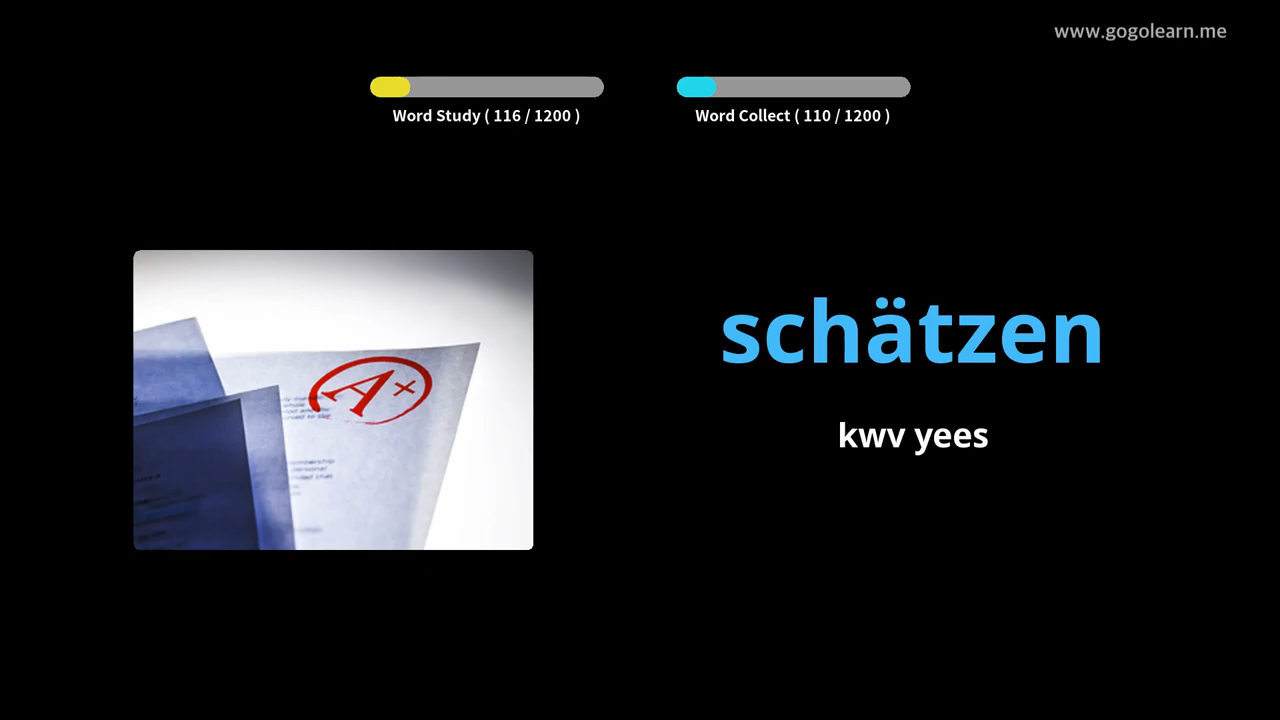 www.gogolearn.me
Word Study ( 116 / 1200 )
Word Collect ( 110 / 1200 )
A+
schätzen
kwv yees